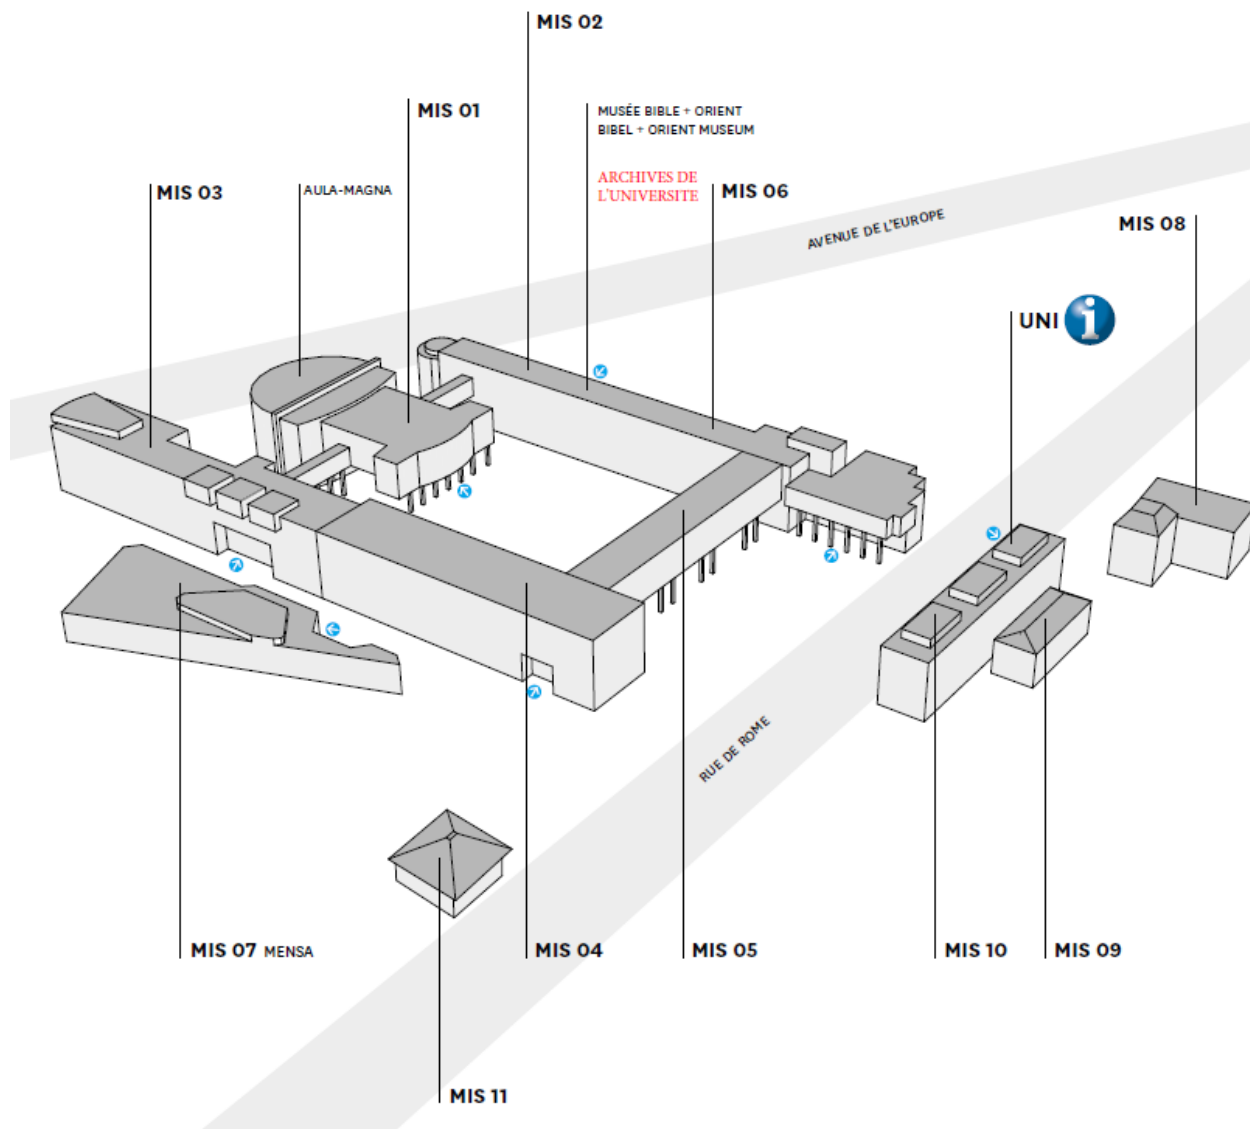 MIS 02
MIS 01
MUSÉE BIBLE + ORIENT
BIBEL + ORIENT MUSEUM
ARCHIVES DE
L'UNIVERSITE
MIS 03
AULA-MAGNA
MIS 06
AVENUE DE L'EUROPE
MIS 08
UNI i
RUE DE ROME
MIS 07 MENSA
MIS 04
MIS 05
MIS 10
MIS 09
MIS 11